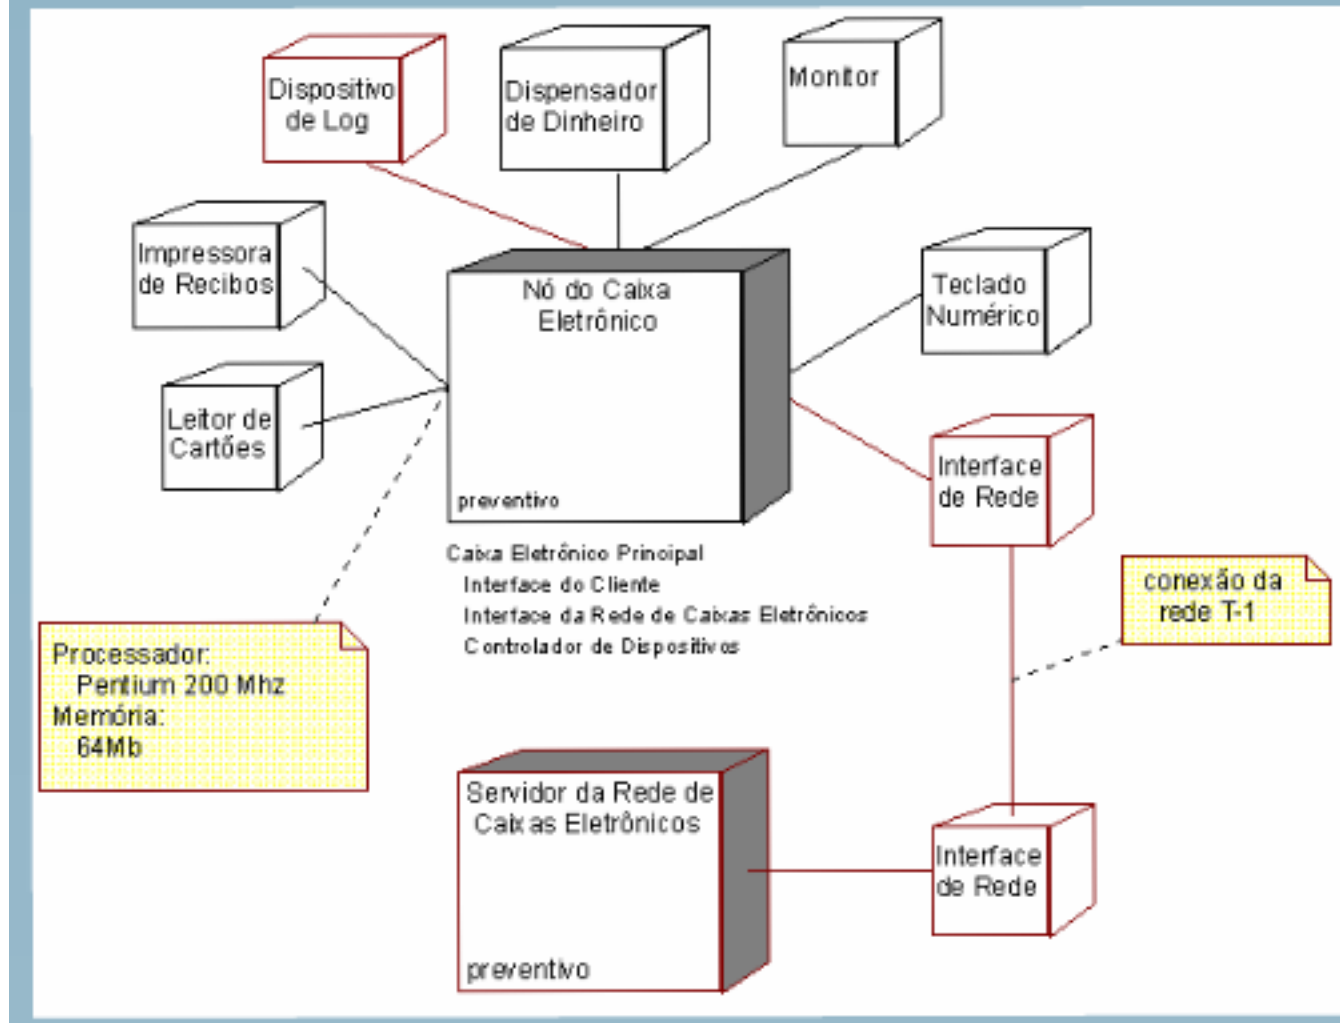 Dispositivo
de Log
Dispensador
de Dinheiro
Monitor
Impressora
de Recibos
Nó do Caixa
Eletrônico
Teclado
Numérico
Leitor de
Cartões
Interface
de Rede
preventivo
Caixa Eletrônico Principal
Interface do Cliente
Interface da Rede de Caixas Eletrônicos
Controlador de Dispositivos
conexão da
rede T-1
Processador:
Pentium 200 Mhz
Memória:
64Mb
Servidor da Rede de
Caixas Eletrônicos
preventivo
Interface
de Rede